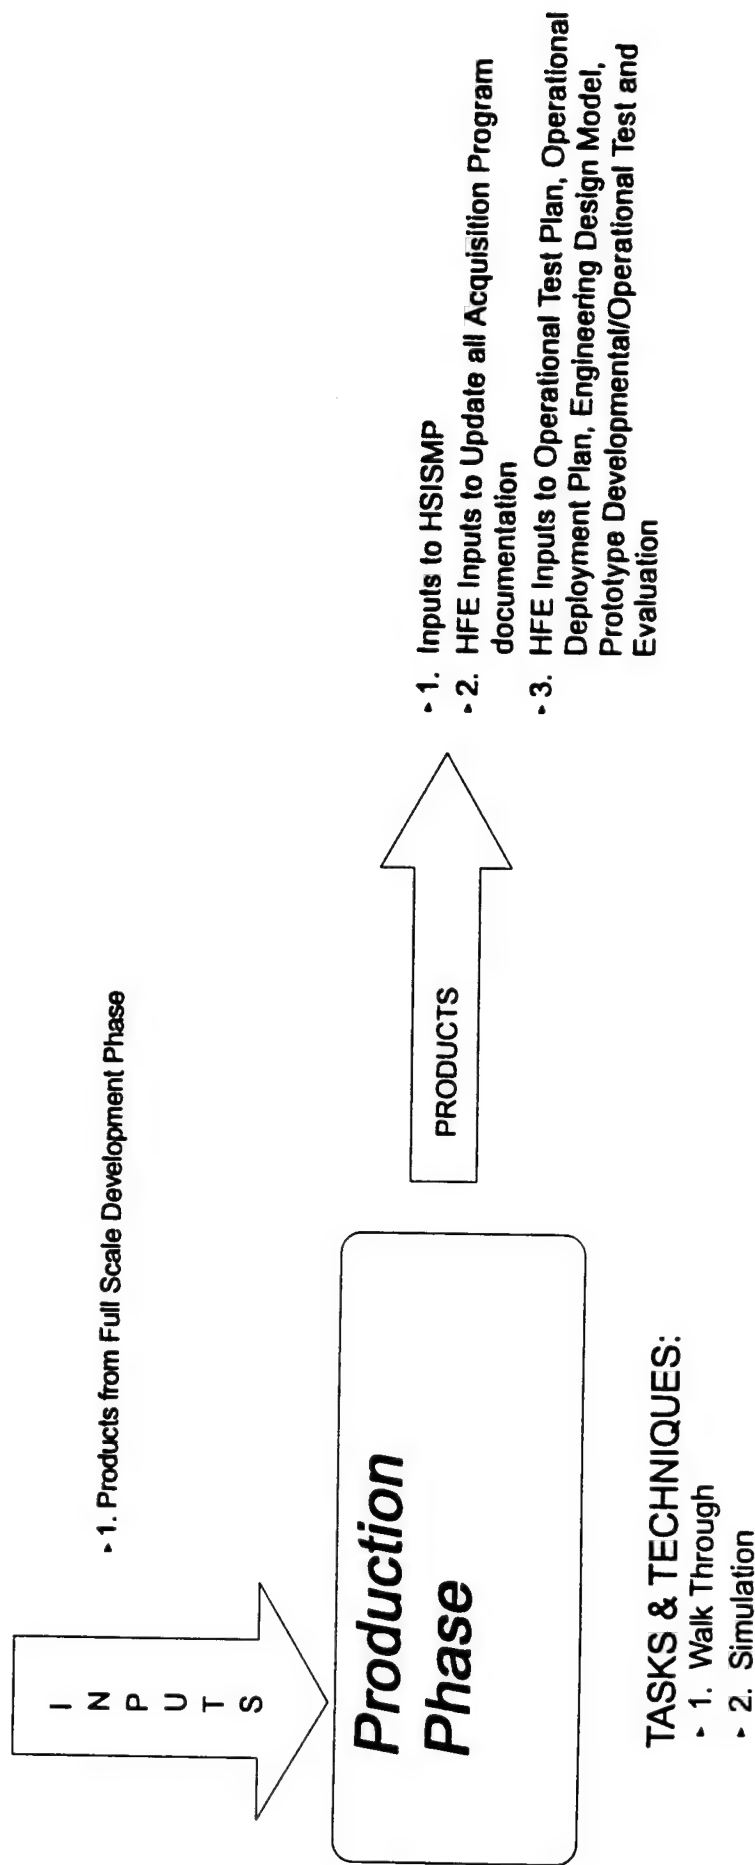 INPUTS
‣ 1. Products from Full Scale Development Phase
Production
Phase
PRODUCTS
‣ 1. Inputs to HSISMP
‣ 2. HFE Inputs to Update all Acquisition Program
documentation
‣ 3. HFE Inputs to Operational Test Plan, Operational
Deployment Plan, Engineering Design Model,
Prototype Developmental/Operational Test and
Evaluation
TASKS & TECHNIQUES:
‣ 1. Walk Through
‣ 2. Simulation